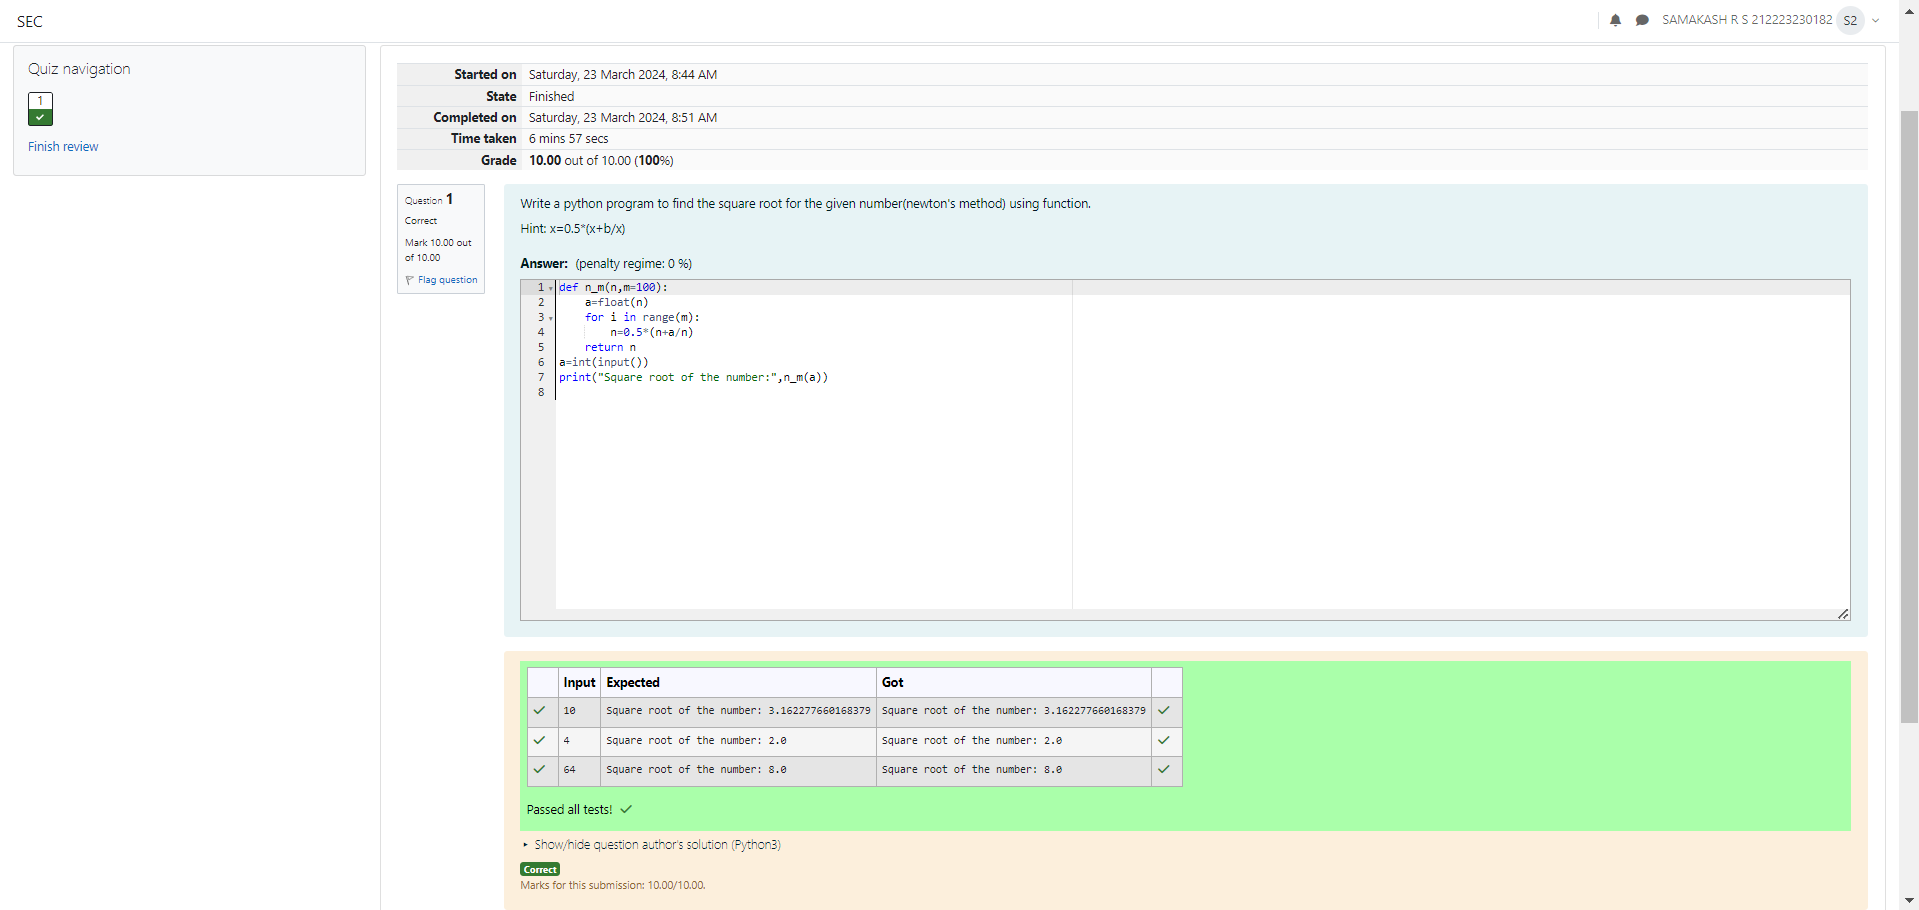 SEC
SAMAKASH R S 212223230182 S2
Quiz navigation
1
Finish review
Started on Saturday, 23 March 2024, 8:44 AM
State Finished
Completed on Saturday, 23 March 2024, 8:51 AM
Time taken 6 mins 57 secs
Grade 10.00 out of 10.00 (100%)
Question 1
Correct
Mark 10.00 out
of 10.00
Flag question
Write a python program to find the square root for the given number(newton's method) using function.
Hint: x=0.5*(x+b/x)
Answer: (penalty regime: 0 %)
1 def n_m(n,m=100):
2 a=float(n)
3 for i in range(m):
4 n=0.5*(n+a/n)
5 return n
6 a=int(input())
7 print("Square root of the number:",n_m(a))
8
Input Expected Got
10 Square root of the number: 3.162277660168379 Square root of the number: 3.162277660168379
4 Square root of the number: 2.0 Square root of the number: 2.0
64 Square root of the number: 8.0 Square root of the number: 8.0
Passed all tests!
Show/hide question author's solution (Python3)
Correct
Marks for this submission: 10.00/10.00.